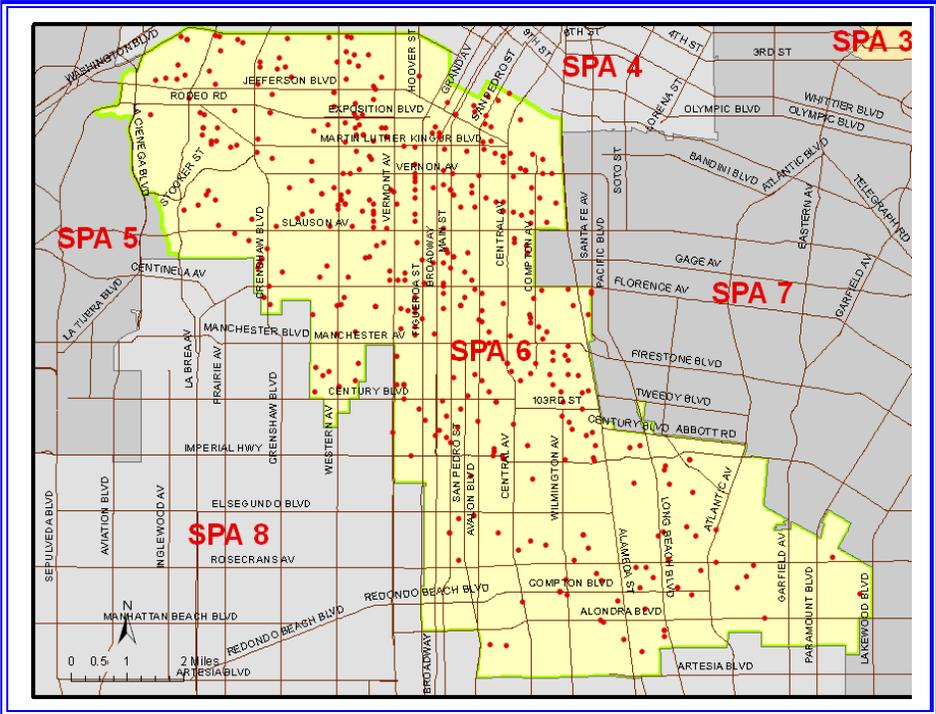 WASHINGTON BLVD
HOOVER ST
GRAND AV
SAN PEDRO ST
9TH ST
6TH ST
4TH ST
3RD ST
SPA 3
SPA 4
JEFFERSON BLVD
RODEO RD
EXPOSITION BLVD
LORENA ST
OLYMPIC BLVD
WHITTIER BLVD
OLYMPIC BLVD
MARTIN LUTHER KING JR BLVD
LA CIENEGA BLVD
STOCKER ST
VERNON AV
VERMONT AV
SOTO ST
BANDINI BLVD
ATLANTIC BLVD
TELEGRAPH RD
EASTERN AV
SPA 5
SLAUSON AV
CRENSHAW BLVD
BROADWAY
MAIN ST
CENTRAL AV
COMPTON AV
SANTA FE AV
PACIFIC BLVD
GAGE AV
GARFIELD AV
CENTINELA AV
FLORENCE AV
SPA 7
LA TIJERA BLVD
FIGUEROA ST
MANCHESTER BLVD
MANCHESTER AV
LA BREA AV
PRAIRIE AV
SPA 6
FIRESTONE BLVD
CENTURY BLVD
103RD ST
TWEEDY BLVD
CRENSHAW BLVD
WESTERN AV
CENTURY BLVD
ABBOTT RD
IMPERIAL HWY
SAN PEDRO ST
AVALON BLVD
CENTRAL AV
WILMINGTON AV
SEPULVEDA BLVD
AVIATION BLVD
INGLEWOOD AV
EL SEGUNDO BLVD
ATLANTIC AV
LONG BEACH BLVD
ALAMEDA ST
SPA 8
ROSECRANS AV
GARFIELD AV
PARAMOUNT BLVD
LAKEWOOD BLVD
COMPTON BLVD
REDONDO BEACH BLVD
ALONDRA BLVD
N
MANHATTAN BEACH BLVD
REDONDO BEACH BLVD
BROADWAY
0 0.5 1 2 Miles
ARTESIA BLVD
ARTESIA BLVD